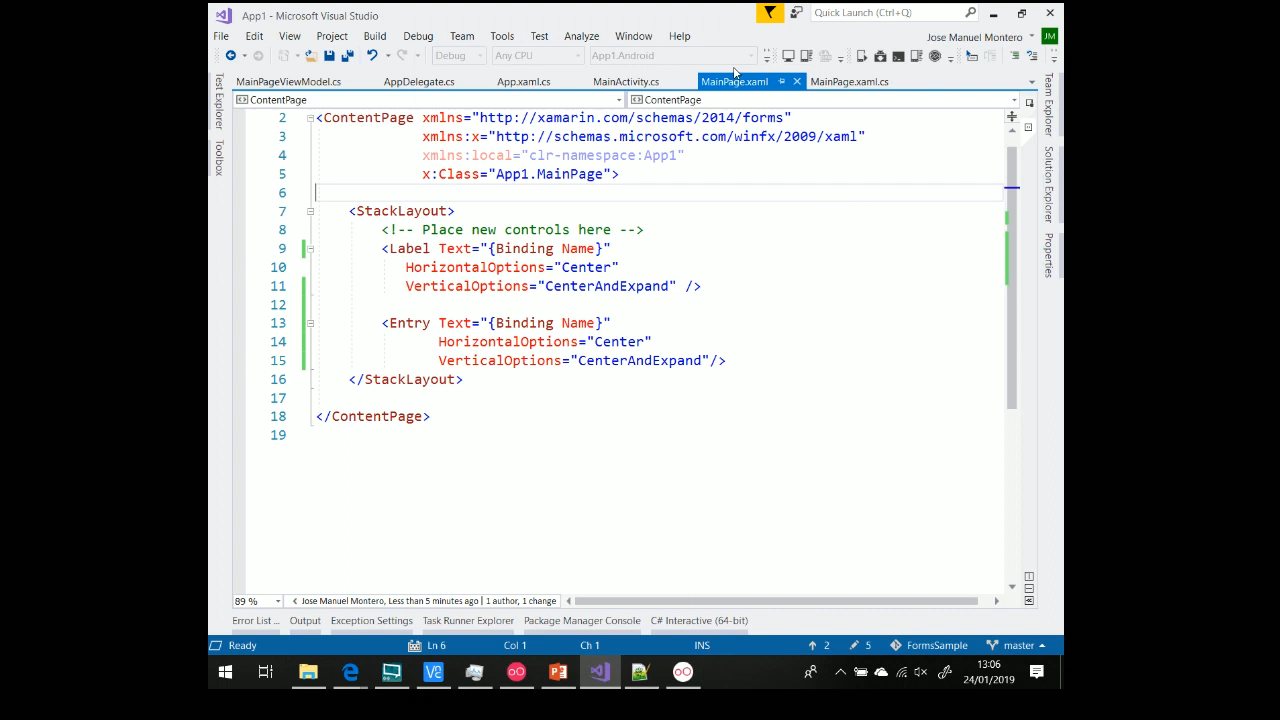 App1 - Microsoft Visual Studio
Quick Launch (Ctrl+Q)
File Edit View Project Build Debug Team Tools Test Analyze Window Help
Jose Manuel Montero JM
Debug Any CPU App1.Android
MainPageViewModel.cs AppDelegate.cs App.xaml.cs MainActivity.cs MainPage.xaml MainPage.xaml.cs
ContentPage ContentPage
Test Explorer
Toolbox
Team Explorer
Solution Explorer
Properties
2 <ContentPage xmlns="http://xamarin.com/schemas/2014/forms"
3 xmlns:x="http://schemas.microsoft.com/winfx/2009/xaml"
4 xmlns:local="clr-namespace:App1"
5 x:Class="App1.MainPage">
6
7 <StackLayout>
8 <!-- Place new controls here -->
9 <Label Text="{Binding Name}"
10 HorizontalOptions="Center"
11 VerticalOptions="CenterAndExpand" />
12
13 <Entry Text="{Binding Name}"
14 HorizontalOptions="Center"
15 VerticalOptions="CenterAndExpand"/>
16 </StackLayout>
17
18 </ContentPage>
19
89 % Jose Manuel Montero, Less than 5 minutes ago | 1 author, 1 change
Error List ... Output Exception Settings Task Runner Explorer Package Manager Console C# Interactive (64-bit)
Ready Ln 6 Col 1 Ch 1 INS 2 5 FormsSample master
13:06
24/01/2019